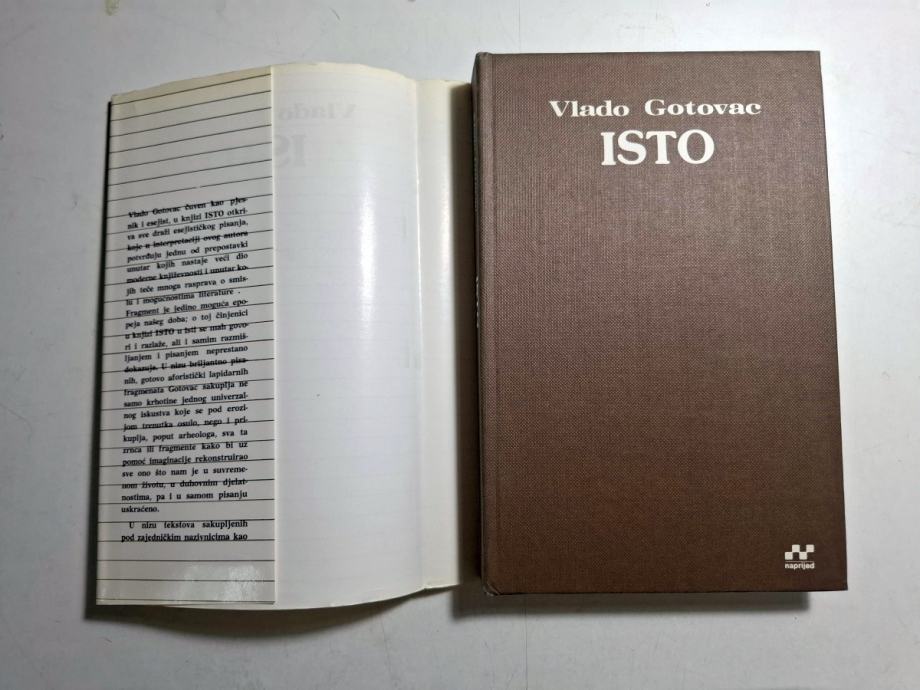 Vlado Gotovac čuven kao pjes-
nik i esejist, u knjizi ISTO otkri-
va sve draži esejističkog pisanja,
koje u interpretaciji ovog autora
potvrđuju jednu od prepostavki
unutar kojih nastaje veći dio
moderne književnosti i unutar ko-
jih teče mnoga rasprava o smis-
lu i mogućnostima literature .
Fragment je jedino moguća epo-
peja našeg doba; o toj činjenici
u knjizi ISTO u isti se mah govo-
ri i razlaže, ali i samim razmiš-
ljanjem i pisanjem neprestano
dokazuje. U nizu briljantno pisa-
nih, gotovo aforistički lapidarnih
fragmenata Gotovac sakuplja ne
samo krhotine jednog univerzal-
nog iskustva koje se pod erozi-
jom trenutka osulo, nego i pri-
kuplja, poput arheologa, sva ta
zrnca ili fragmente kako bi uz
pomoć imaginacije rekonstruirao
sve ono što nam je u suvreme-
nom životu, u duhovnim djelat-
nostima, pa i u samom pisanju
uskraćeno.
U nizu tekstova sakupljenih
pod zajedničkim nazivnicima kao
Vlado
IS
Vlado Gotovac
ISTO
naprijed